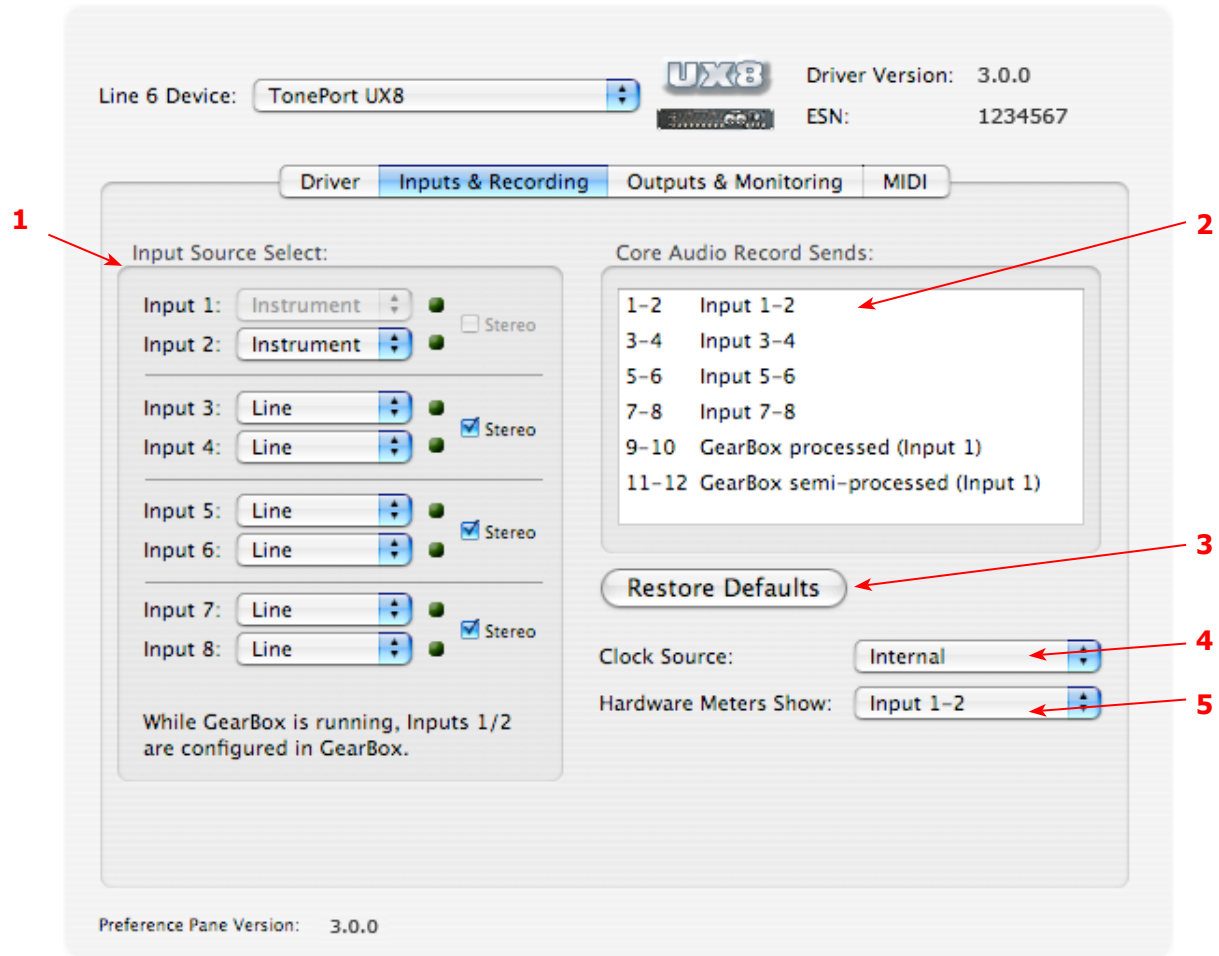 Line 6 Device: TonePort UX8
UX8
Driver Version: 3.0.0
ESN: 1234567
Driver Inputs & Recording Outputs & Monitoring MIDI
1
Input Source Select:
Input 1: Instrument
Input 2: Instrument
Stereo
Input 3: Line
Input 4: Line
Stereo
Input 5: Line
Input 6: Line
Stereo
Input 7: Line
Input 8: Line
Stereo
While GearBox is running, Inputs 1/2
are configured in GearBox.
2
Core Audio Record Sends:
1-2 Input 1-2
3-4 Input 3-4
5-6 Input 5-6
7-8 Input 7-8
9-10 GearBox processed (Input 1)
11-12 GearBox semi-processed (Input 1)
3
Restore Defaults
4
Clock Source: Internal
5
Hardware Meters Show: Input 1-2
Preference Pane Version: 3.0.0